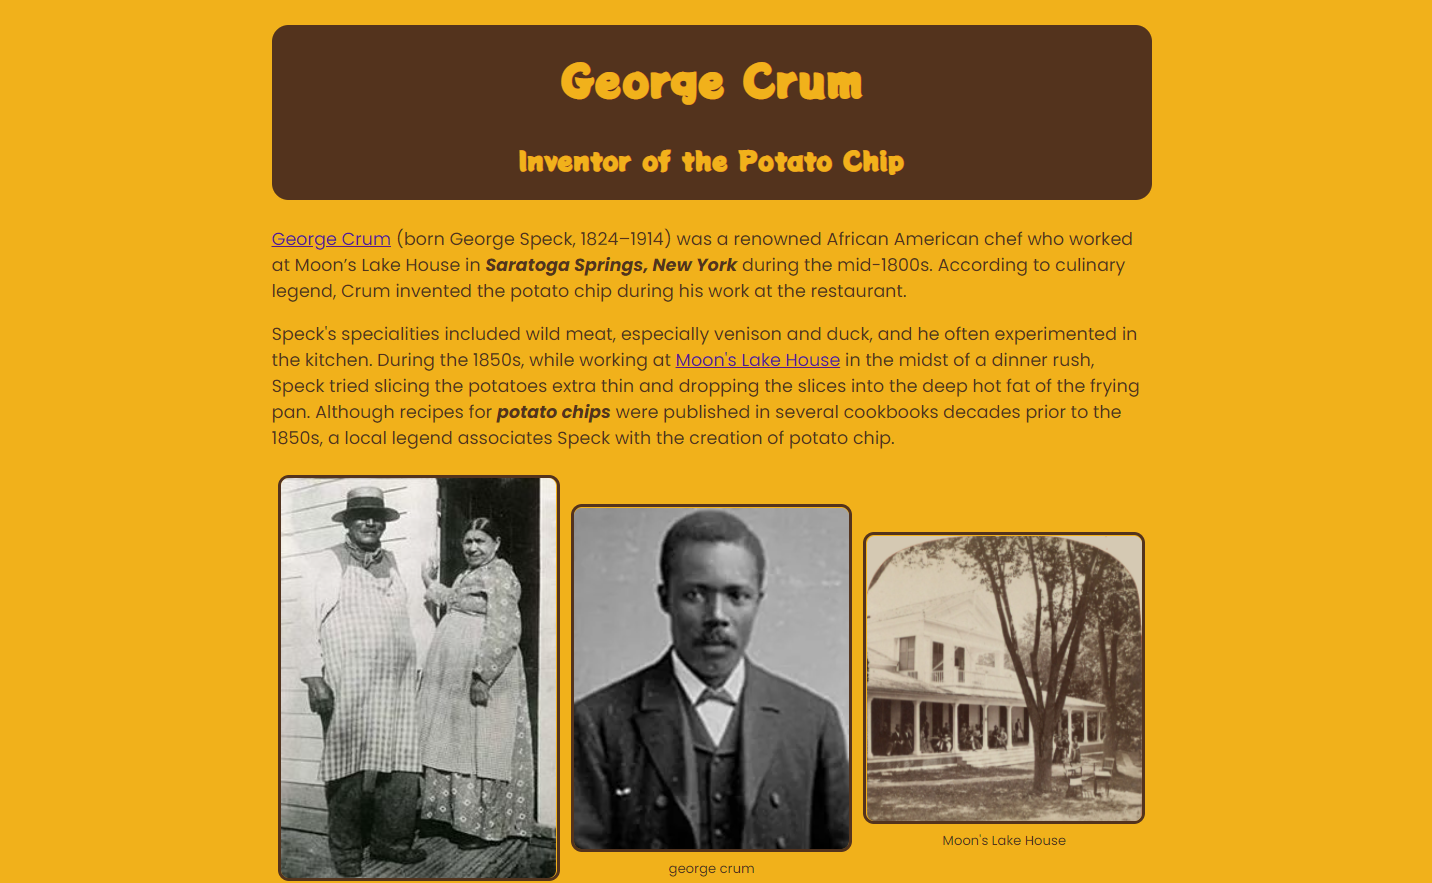 George Crum
Inventor of the Potato Chip
George Crum (born George Speck, 1824–1914) was a renowned African American chef who worked
at Moon’s Lake House in Saratoga Springs, New York during the mid-1800s. According to culinary
legend, Crum invented the potato chip during his work at the restaurant.
Speck's specialities included wild meat, especially venison and duck, and he often experimented in
the kitchen. During the 1850s, while working at Moon's Lake House in the midst of a dinner rush,
Speck tried slicing the potatoes extra thin and dropping the slices into the deep hot fat of the frying
pan. Although recipes for potato chips were published in several cookbooks decades prior to the
1850s, a local legend associates Speck with the creation of potato chip.
Moon's Lake House
george crum